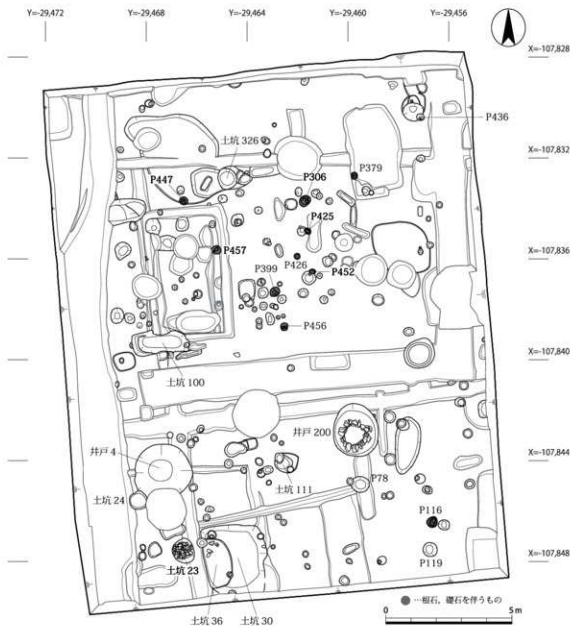 Y=-29,472
Y=-29,468
Y=-29,464
Y=-29,460
Y=-29,456
X=-107,828
P436
X=-107,832
土坑 326
P447
P306
P379
P425
X=-107,836
P457
P426
P452
P399
P456
X=-107,840
土坑 100
井戸 200
井戸 4
X=-107,844
土坑 24
土坑 111
P78
P116
P119
X=-107,848
土坑 23
…根石,礎石を伴うもの
土坑 36
土坑 30
0
5 m